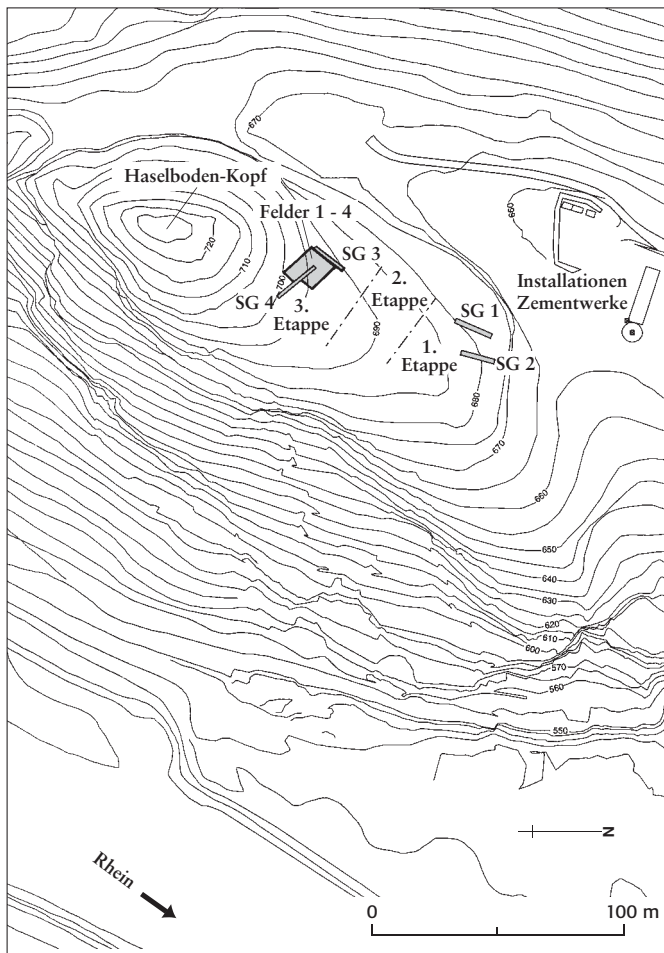 670
Haselboden-Kopf
660
Felder 1 - 4
720
710
SG 3
Installationen
Zementwerke
700
2.
Etappe
SG 4
3.
Etappe
690
SG 1
1.
Etappe
SG 2
680
670
660
650
640
630
620
610
600
570
560
550
N
Rhein
0
100 m